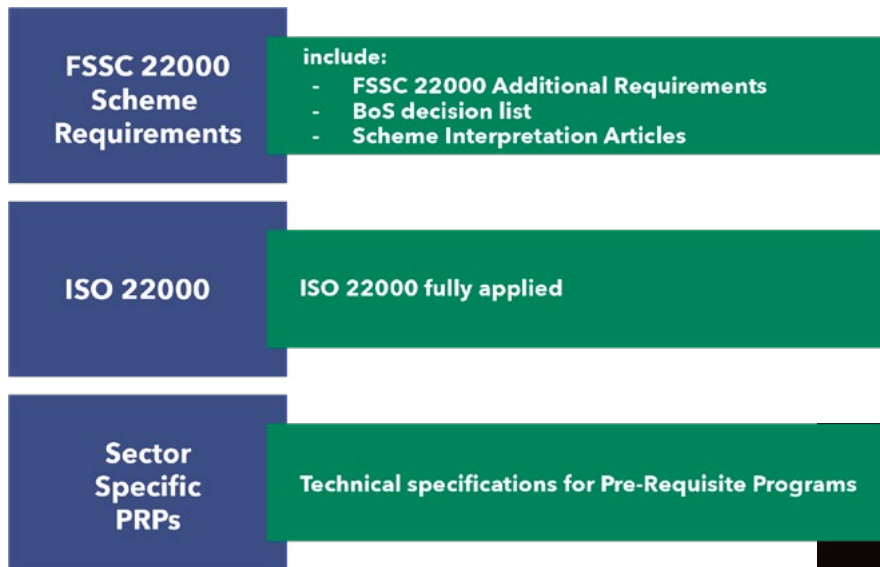 FSSC 22000
Scheme
Requirements
include:
- FSSC 22000 Additional Requirements
- BoS decision list
- Scheme Interpretation Articles
ISO 22000
ISO 22000 fully applied
Sector
Specific
PRPs
Technical specifications for Pre-Requisite Programs